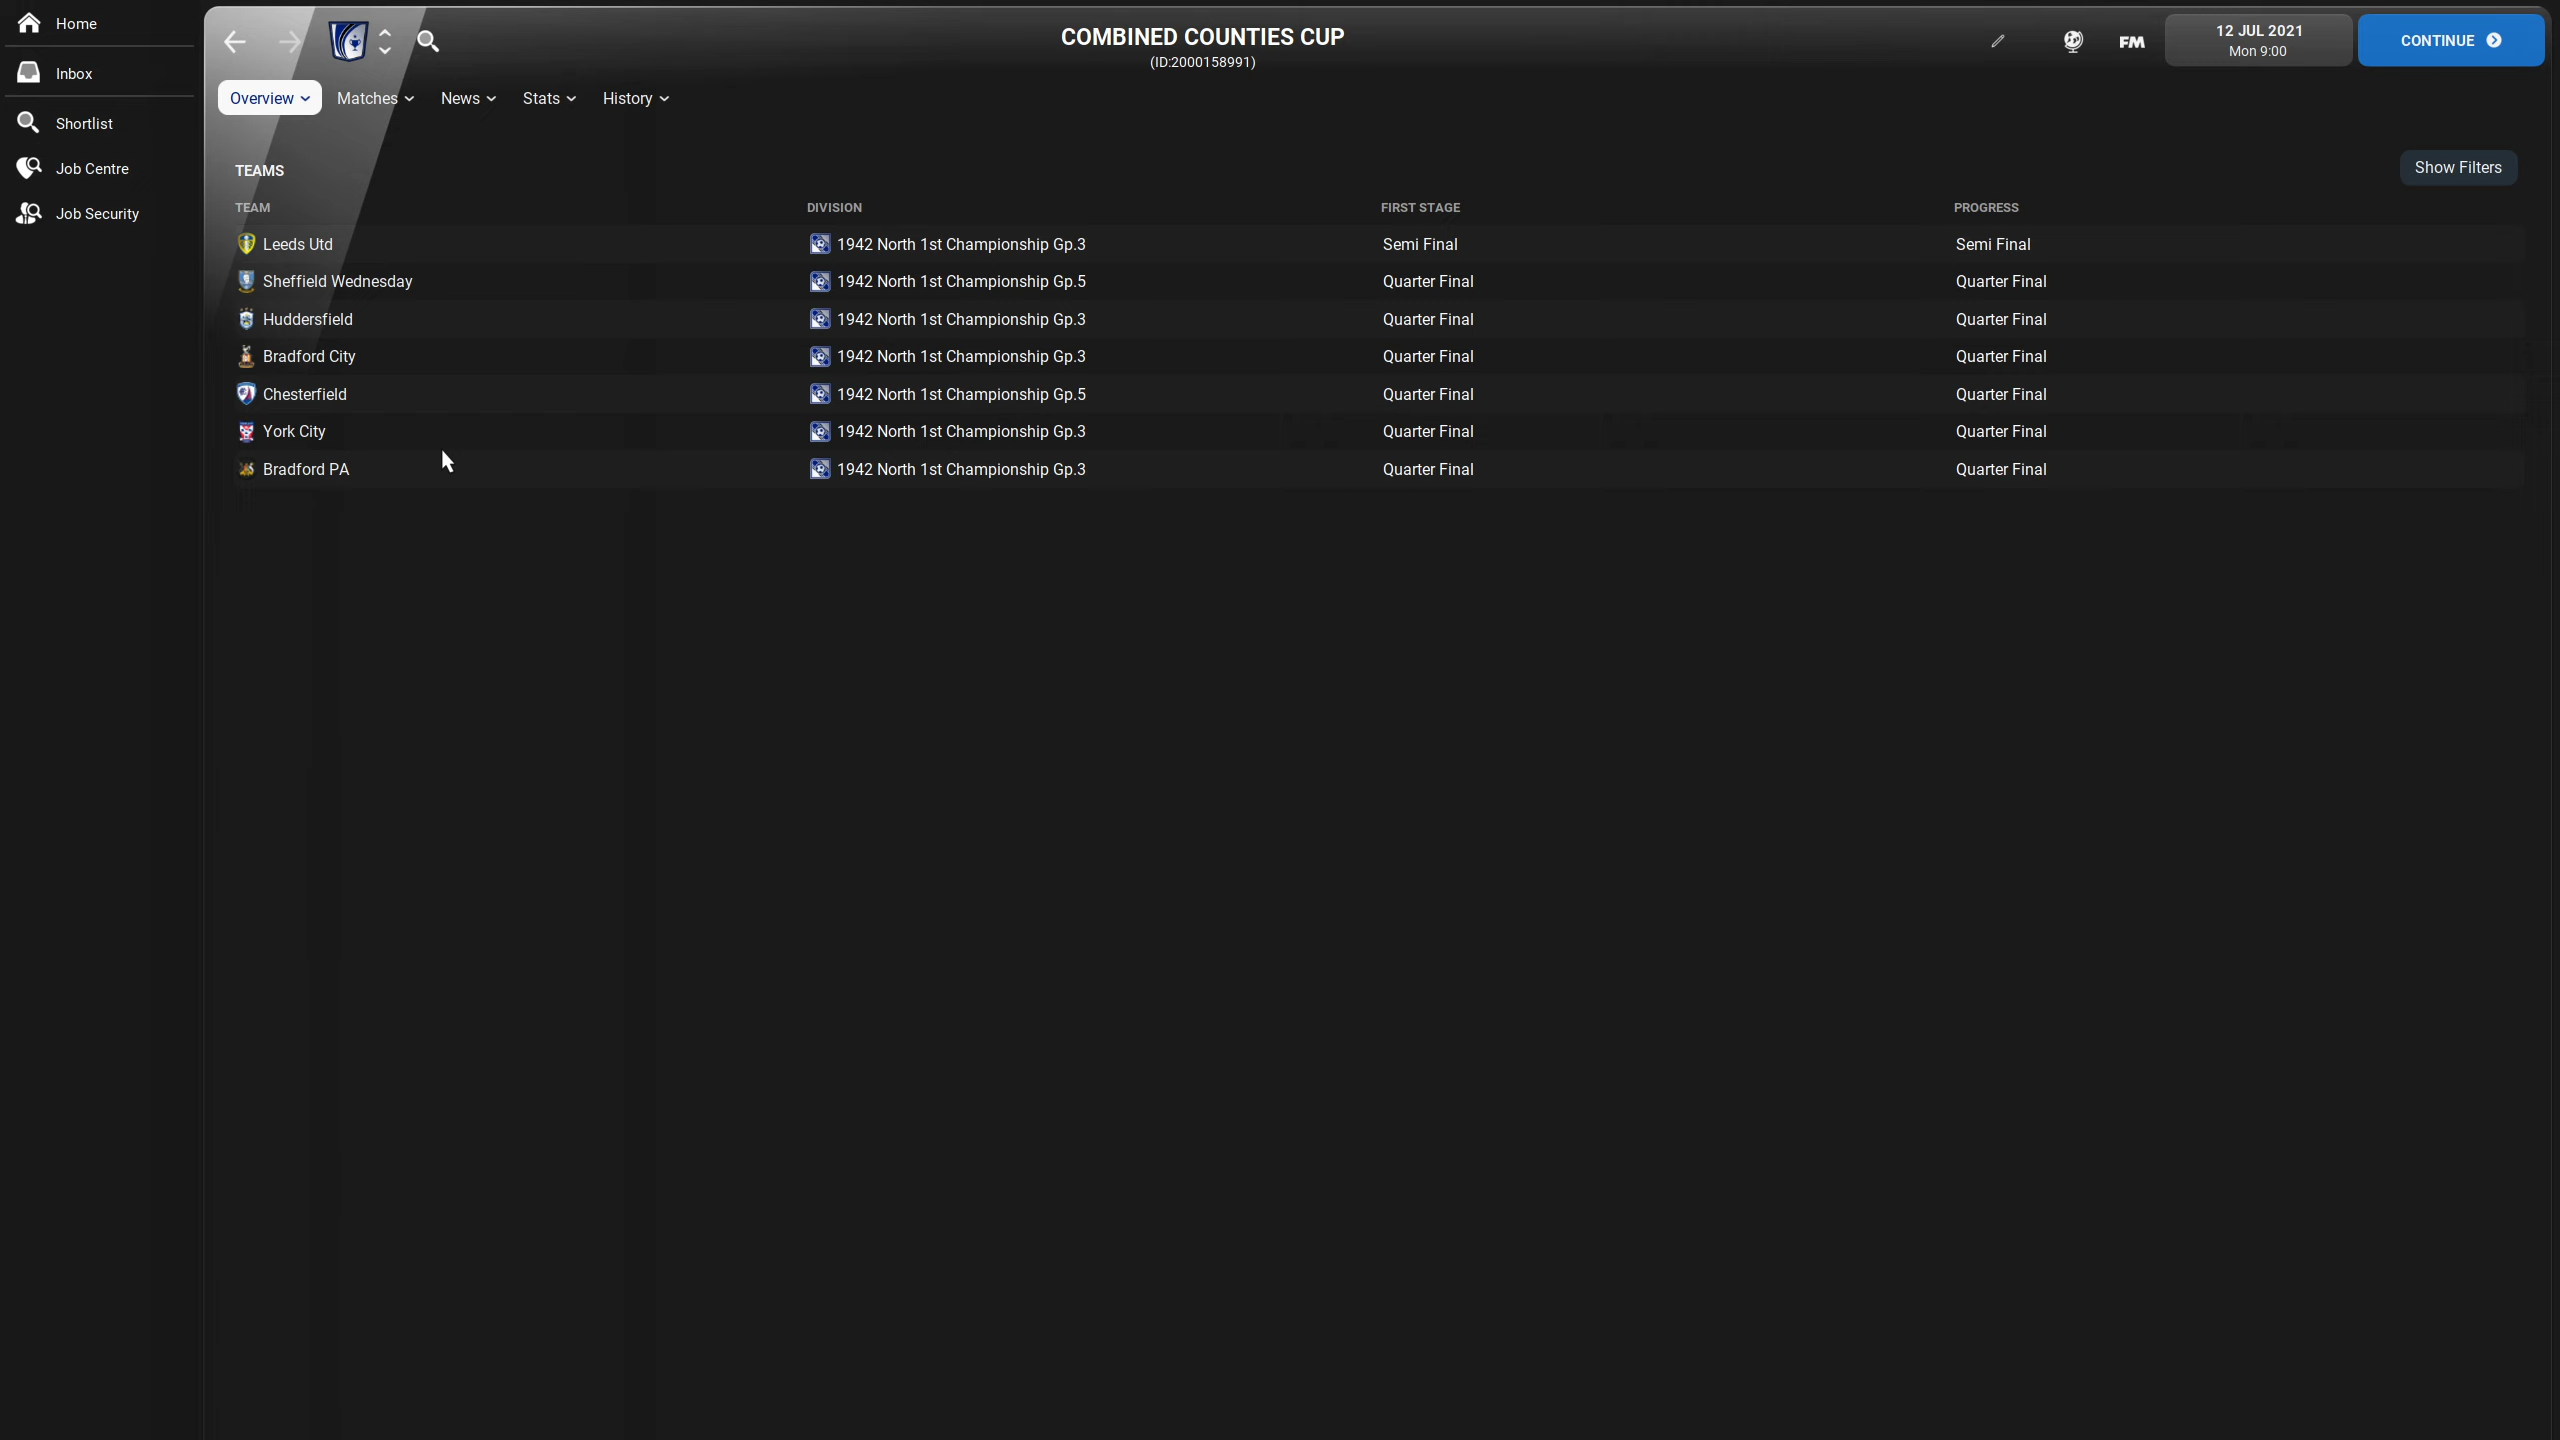 Home
Inbox
Shortlist
Job Centre
Job Security
COMBINED COUNTIES CUP
(ID:2000158991)
FM
12 JUL 2021
Mon 9:00
CONTINUE
Overview
Matches
News
Stats
History
TEAMS
Show Filters
TEAM DIVISION FIRST STAGE PROGRESS
Leeds Utd 1942 North 1st Championship Gp.3 Semi Final Semi Final
Sheffield Wednesday 1942 North 1st Championship Gp.5 Quarter Final Quarter Final
Huddersfield 1942 North 1st Championship Gp.3 Quarter Final Quarter Final
Bradford City 1942 North 1st Championship Gp.3 Quarter Final Quarter Final
Chesterfield 1942 North 1st Championship Gp.5 Quarter Final Quarter Final
York City 1942 North 1st Championship Gp.3 Quarter Final Quarter Final
Bradford PA 1942 North 1st Championship Gp.3 Quarter Final Quarter Final